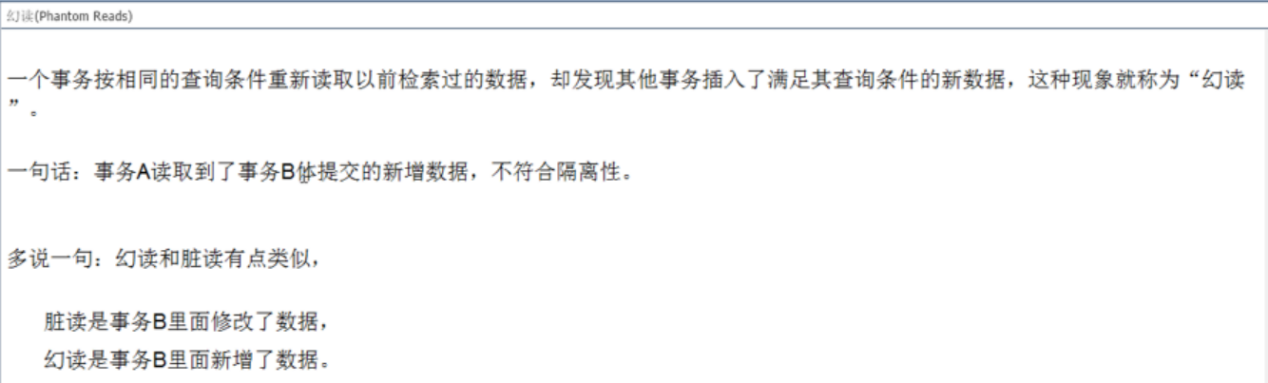 幻读(Phantom Reads)
一个事务按相同的查询条件重新读取以前检索过的数据，却发现其他事务插入了满足其查询条件的新数据，这种现象就称为“幻读
”。
一句话：事务A读取到了事务B体提交的新增数据，不符合隔离性。
多说一句：幻读和脏读有点类似，
脏读是事务B里面修改了数据，
幻读是事务B里面新增了数据。